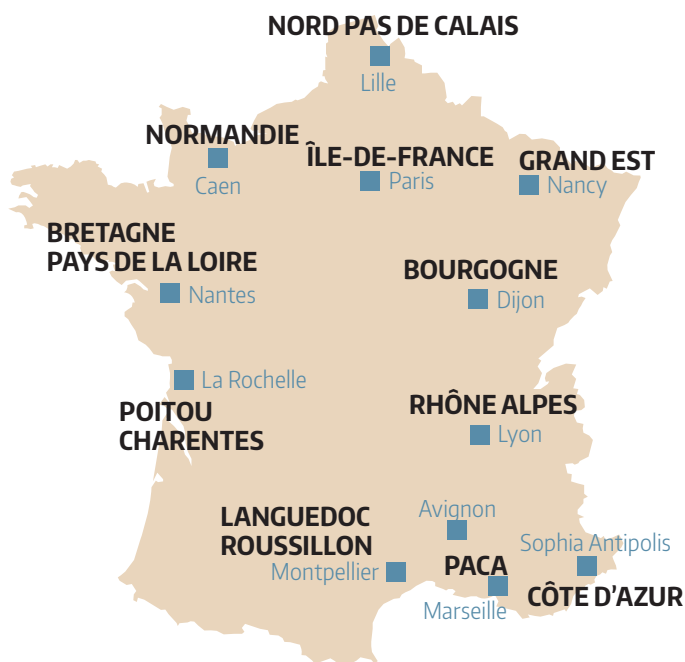 NORD PAS DE CALAIS
Lille
NORMANDIE
Caen
ÎLE-DE-FRANCE
Paris
GRAND EST
Nancy
BRETAGNE
PAYS DE LA LOIRE
Nantes
BOURGOGNE
Dijon
La Rochelle
POITOU
CHARENTES
RHÔNE ALPES
Lyon
Avignon
LANGUEDOC
ROUSSILLON
Montpellier
Sophia Antipolis
PACA
Marseille
CÔTE D'AZUR